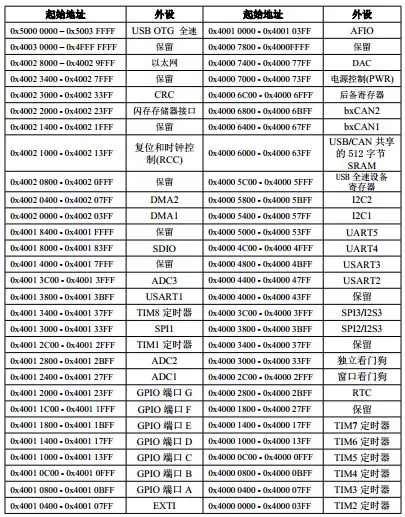 起始地址 外设 起始地址 外设
0x5000 0000 – 0x5003 FFFF USB OTG 全速 0x4001 0000 - 0x4001 03FF AFIO
0x4003 0000 – 0x4FFF FFFF 保留 0x4000 7800 - 0x4000FFFF 保留
0x4002 8000 – 0x4002 9FFF 以太网 0x4000 7400 - 0x4000 77FF DAC
0x4002 3400 - 0x4002 7FFF 保留 0x4000 7000 - 0x4000 73FF 电源控制(PWR)
0x4002 3000 - 0x4002 33FF CRC 0x4000 6C00 - 0x4000 6FFF 后备寄存器
0x4002 2000 - 0x4002 23FF 闪存存储器接口 0x4000 6800 - 0x4000 6BFF bxCAN2
0x4002 1400 - 0x4002 1FFF 保留 0x4000 6400 - 0x4000 67FF bxCAN1
0x4002 1000 - 0x4002 13FF 复位和时钟控制(RCC) 0x4000 6000 - 0x4000 63FF USB/CAN 共享的 512 字节 SRAM
0x4002 0800 - 0x4002 0FFF 保留 0x4000 5C00 - 0x4000 5FFF USB 全速设备寄存器
0x4002 0400 - 0x4002 07FF DMA2 0x4000 5800 - 0x4000 5BFF I2C2
0x4002 0000 - 0x4002 03FF DMA1 0x4000 5400 - 0x4000 57FF I2C1
0x4001 8400 - 0x4001 FFFF 保留 0x4000 5000 - 0x4000 53FF UART5
0x4001 8000 - 0x4001 83FF SDIO 0x4000 4C00 - 0x4000 4FFF UART4
0x4001 4000 - 0x4001 7FFF 保留 0x4000 4800 - 0x4000 4BFF USART3
0x4001 3C00 - 0x4001 3FFF ADC3 0x4000 4400 - 0x4000 47FF USART2
0x4001 3800 - 0x4001 3BFF USART1 0x4000 4000 - 0x4000 43FF 保留
0x4001 3400 - 0x4001 37FF TIM8 定时器 0x4000 3C00 - 0x4000 3FFF SPI3/I2S3
0x4001 3000 - 0x4001 33FF SPI1 0x4000 3800 - 0x4000 3BFF SPI2/I2S3
0x4001 2C00 - 0x4001 2FFF TIM1 定时器 0x4000 3400 - 0x4000 37FF 保留
0x4001 2800 - 0x4001 2BFF ADC2 0x4000 3000 - 0x4000 33FF 独立看门狗
0x4001 2400 - 0x4001 27FF ADC1 0x4000 2C00 - 0x4000 2FFF 窗口看门狗
0x4001 2000 - 0x4001 23FF GPIO 端口 G 0x4000 2800 - 0x4000 2BFF RTC
0x4001 1C00 - 0x4001 1FFF GPIO 端口 F 0x4000 1800 - 0x4000 27FF 保留
0x4001 1800 - 0x4001 1BFF GPIO 端口 E 0x4000 1400 - 0x4000 17FF TIM7 定时器
0x4001 1400 - 0x4001 17FF GPIO 端口 D 0x4000 1000 - 0x4000 13FF TIM6 定时器
0x4001 1000 - 0x4001 13FF GPIO 端口 C 0x4000 0C00 - 0x4000 0FFF TIM5 定时器
0x4001 0C00 - 0x4001 0FFF GPIO 端口 B 0x4000 0800 - 0x4000 0BFF TIM4 定时器
0x4001 0800 - 0x4001 0BFF GPIO 端口 A 0x4000 0400 - 0x4000 07FF TIM3 定时器
0x4001 0400 - 0x4001 07FF EXTI 0x4000 0000 - 0x4000 03FF TIM2 定时器